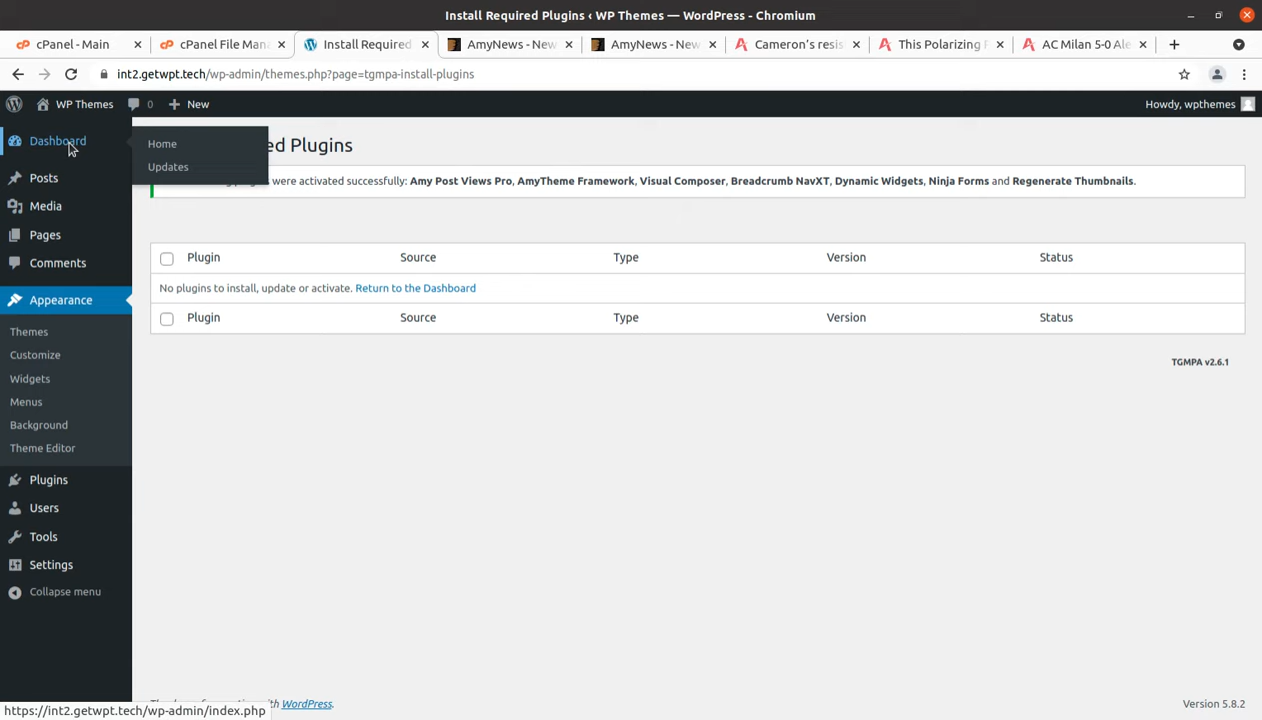 Install Required Plugins ‹ WP Themes — WordPress - Chromium
cPanel - Main
cPanel File Mana
Install Required
AmyNews - New
AmyNews - New
Cameron's resis
This Polarizing F
AC Milan 5-0 Ale
int2.getwpt.tech/wp-admin/themes.php?page=tgmpa-install-plugins
WP Themes
0
New
Howdy, wpthemes
Dashboard
Home
Updates
Posts
Media
Pages
Comments
Appearance
Themes
Customize
Widgets
Menus
Background
Theme Editor
Plugins
Users
Tools
Settings
Collapse menu
ed Plugins
were activated successfully: Amy Post Views Pro, AmyTheme Framework, Visual Composer, Breadcrumb NavXT, Dynamic Widgets, Ninja Forms and Regenerate Thumbnails.
Plugin Source Type Version Status
No plugins to install, update or activate. Return to the Dashboard
Plugin Source Type Version Status
TGMPA v2.6.1
WordPress.
Version 5.8.2
https://int2.getwpt.tech/wp-admin/index.php